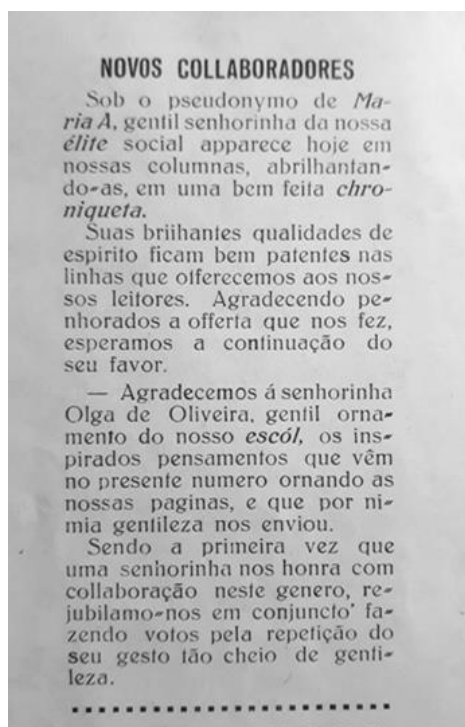 NOVOS COLLABORADORES
Sob o pseudonymo de Ma-
ria A, gentil senhorinha da nossa
élite social apparece hoje em
nossas columnas, abrilhantan-
do-as, em uma bem feita chro-
niqueta.
Suas briihantes qualidades de
espirito ficam bem patentes nas
linhas que offerecemos aos nos-
sos leitores. Agradecendo pe-
nhorados a offerta que nos fez,
esperamos a continuação do
seu favor.
— Agradecemos á senhorinha
Olga de Oliveira, gentil orna-
mento do nosso escól, os ins-
pirados pensamentos que vêm
no presente numero ornando as
nossas paginas, e que por ni-
mia gentileza nos enviou.
Sendo a primeira vez que
uma senhorinha nos honra com
collaboração neste genero, re-
jubilamo-nos em conjuncto' fa-
zendo votos pela repetição do
seu gesto tão cheio de genti-
leza.